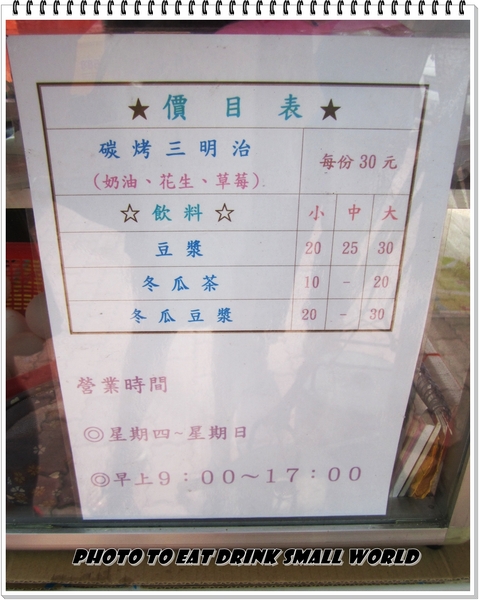 ★ 價 目 表 ★
碳 烤 三 明 治
(奶油、花生、草莓)
每份 30 元
☆ 飲 料 ☆ 小 中 大
豆 漿 20 25 30
冬 瓜 茶 10 - 20
冬 瓜 豆 漿 20 - 30
營業時間
◎星期四~星期日
◎早上9：00～17：00
PHOTO TO EAT DRINK SMALL WORLD